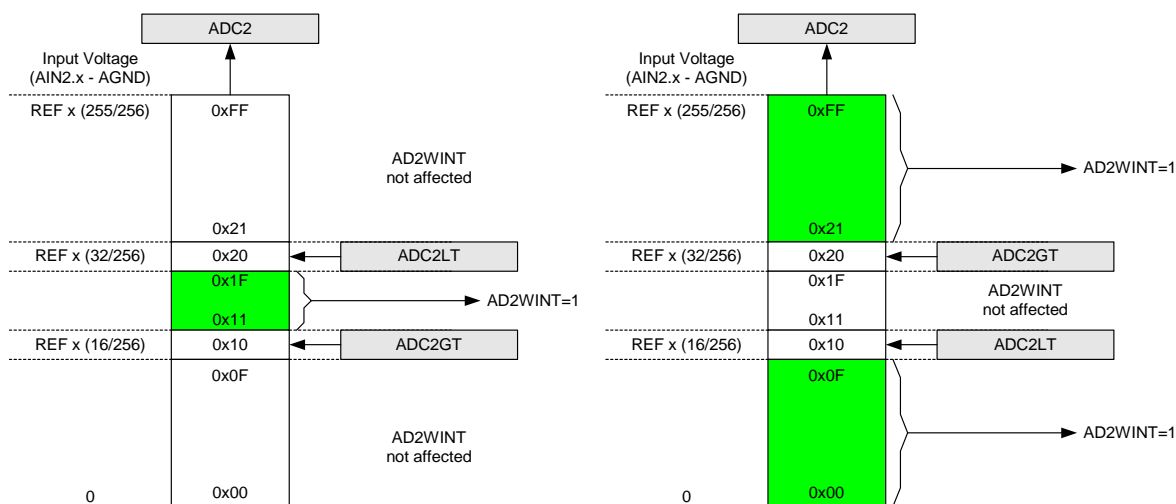 ADC2
Input Voltage
(AIN2.x - AGND)
REF x (255/256)
0xFF
AD2WINT
not affected
0x21
REF x (32/256)
0x20
ADC2LT
0x1F
AD2WINT=1
0x11
REF x (16/256)
0x10
ADC2GT
0x0F
AD2WINT
not affected
0
0x00
ADC2
Input Voltage
(AIN2.x - AGND)
REF x (255/256)
0xFF
AD2WINT=1
0x21
REF x (32/256)
0x20
ADC2GT
0x1F
AD2WINT
not affected
0x11
REF x (16/256)
0x10
ADC2LT
0x0F
AD2WINT=1
0
0x00